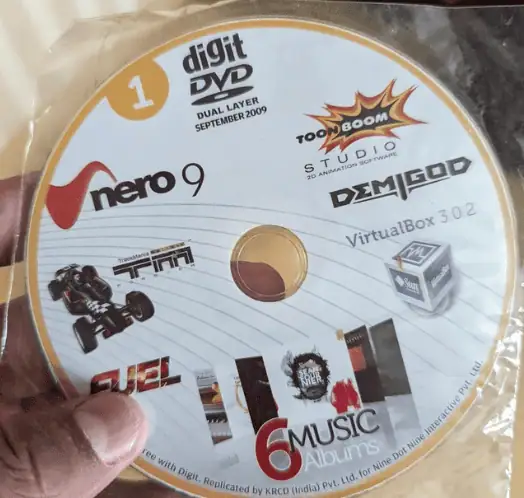 1
digit
DVD
DUAL LAYER
SEPTEMBER 2009
TOON BOOM
STUDIO
2D ANIMATION SOFTWARE
nero 9
DEMIGOD
VirtualBox 3.0.2
TrackMania
TM
Sun
FUEL
6 MUSIC
Albums
ree with Digit. Replicated by KRCD (India) Pvt. Ltd. for Nine Dot Nine Interactive Pvt. Ltd.